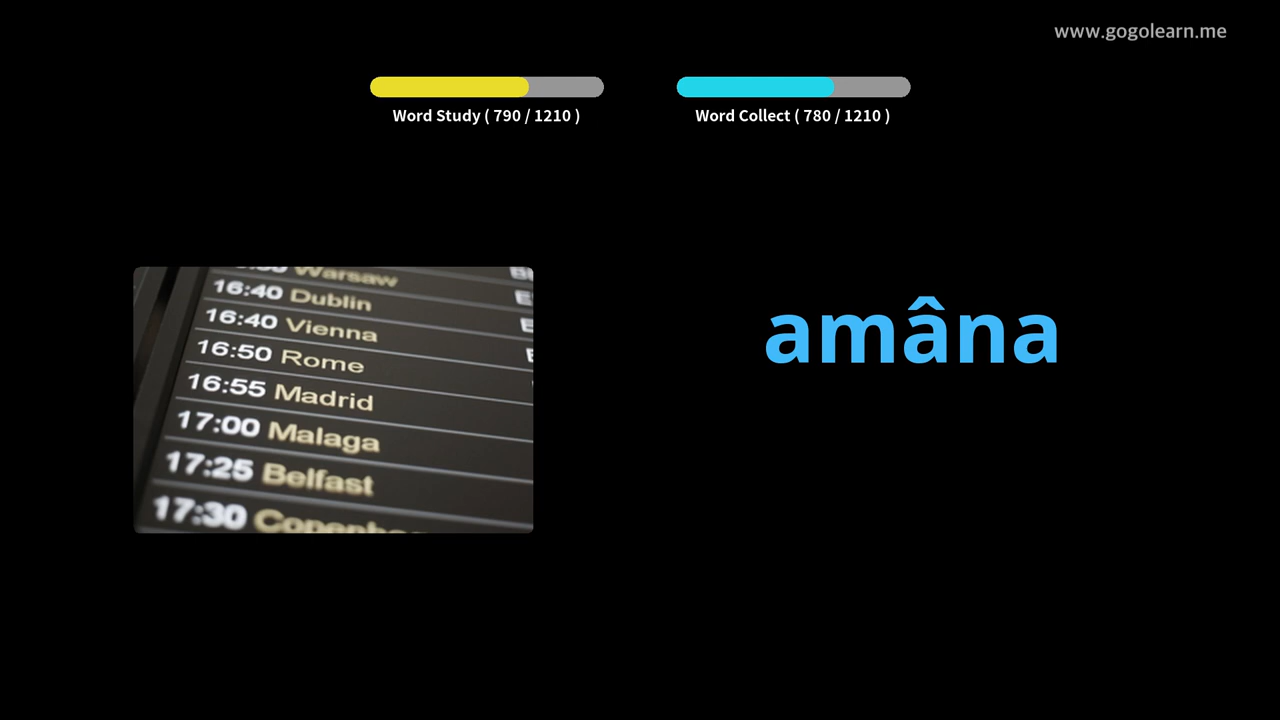 www.gogolearn.me
Word Study ( 790 / 1210 )
Word Collect ( 780 / 1210 )
Warsaw
16:40 Dublin
16:40 Vienna
16:50 Rome
16:55 Madrid
17:00 Malaga
17:25 Belfast
17:30
amâna